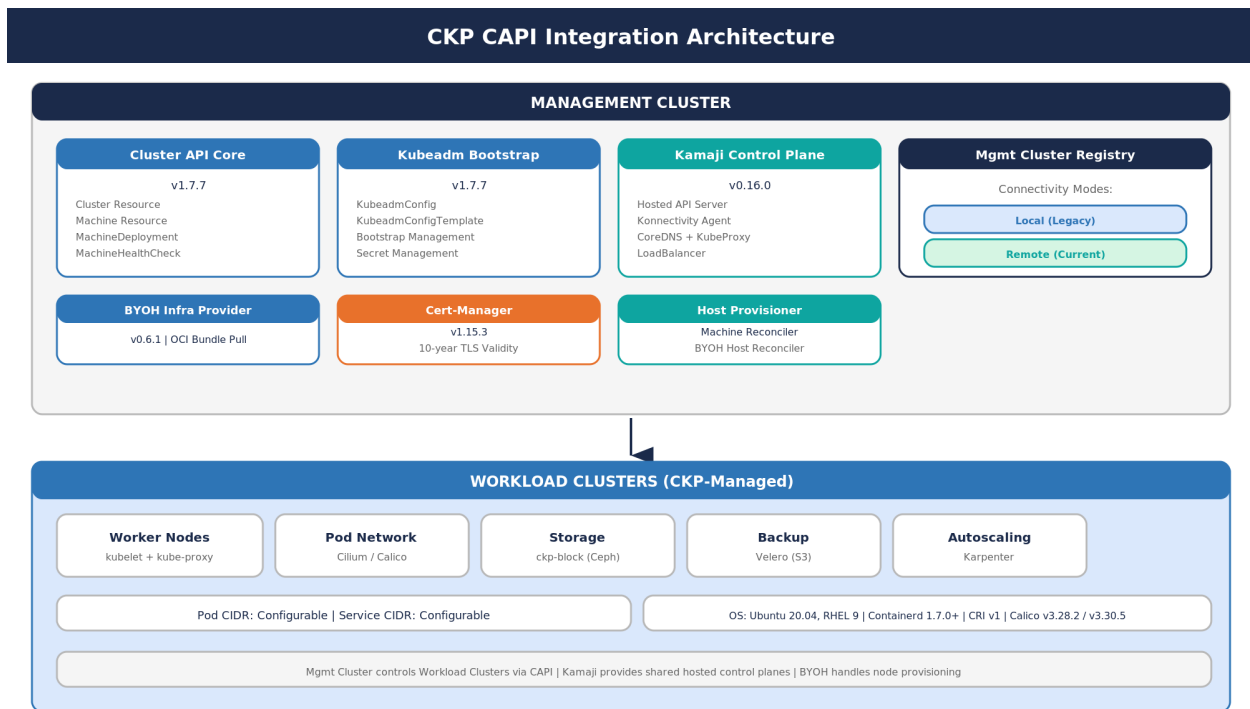 CKP CAPI Integration Architecture
MANAGEMENT CLUSTER
Cluster API Core
v1.7.7
Cluster Resource
Machine Resource
MachineDeployment
MachineHealthCheck
Kubeadm Bootstrap
v1.7.7
KubeadmConfig
KubeadmConfigTemplate
Bootstrap Management
Secret Management
Kamaji Control Plane
v0.16.0
Hosted API Server
Konnectivity Agent
CoreDNS + KubeProxy
LoadBalancer
Mgmt Cluster Registry
Connectivity Modes:
Local (Legacy)
Remote (Current)
BYOH Infra Provider
v0.6.1 | OCI Bundle Pull
Cert-Manager
v1.15.3
10-year TLS Validity
Host Provisioner
Machine Reconciler
BYOH Host Reconciler
WORKLOAD CLUSTERS (CKP-Managed)
Worker Nodes
kubelet + kube-proxy
Pod Network
Cilium / Calico
Storage
ckp-block (Ceph)
Backup
Velero (S3)
Autoscaling
Karpenter
Pod CIDR: Configurable | Service CIDR: Configurable
OS: Ubuntu 20.04, RHEL 9 | Containerd 1.7.0+ | CRI v1 | Calico v3.28.2 / v3.30.5
Mgmt Cluster controls Workload Clusters via CAPI | Kamaji provides shared hosted control planes | BYOH handles node provisioning